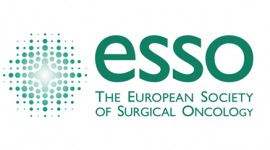 esso
THE EUROPEAN SOCIETY
OF SURGICAL ONCOLOGY